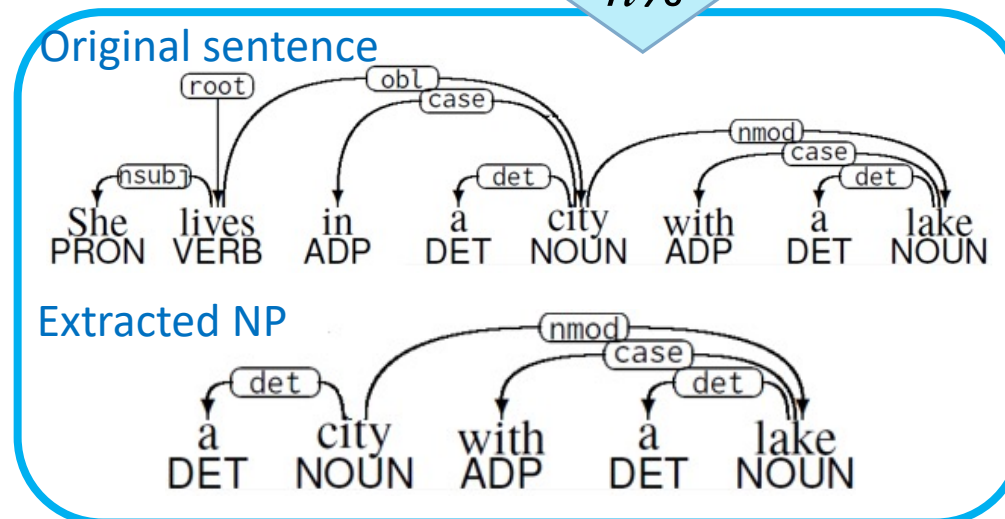 n%
Original sentence
root
obl
case
nmod
case
nsubj
det
det
She lives in a city with a lake
PRON VERB ADP DET NOUN ADP DET NOUN
Extracted NP
nmod
case
det
det
a city with a lake
DET NOUN ADP DET NOUN